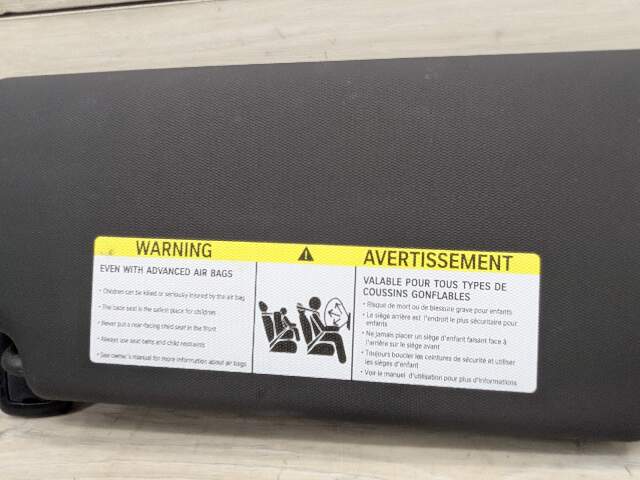 WARNING
EVEN WITH ADVANCED AIR BAGS
• Children can be killed or seriously injured by the air bag
• The back seat is the safest place for children
• Never put a rear-facing child seat in the front
• Always use seat belts and child restraints
• See owner's manual for more information about air bags
AVERTISSEMENT
VALABLE POUR TOUS TYPES DE
COUSSINS GONFLABLES
• Risque de mort ou de blessure grave pour enfants
• Le siège arrière est l'endroit le plus sécuritaire pour
enfants
• Ne jamais placer un siège d'enfant faisant face à
l'arrière sur le siège avant
• Toujours boucler les ceintures de sécurité et utiliser
les sièges d'enfant
• Voir le manuel d'utilisation pour plus d'informations